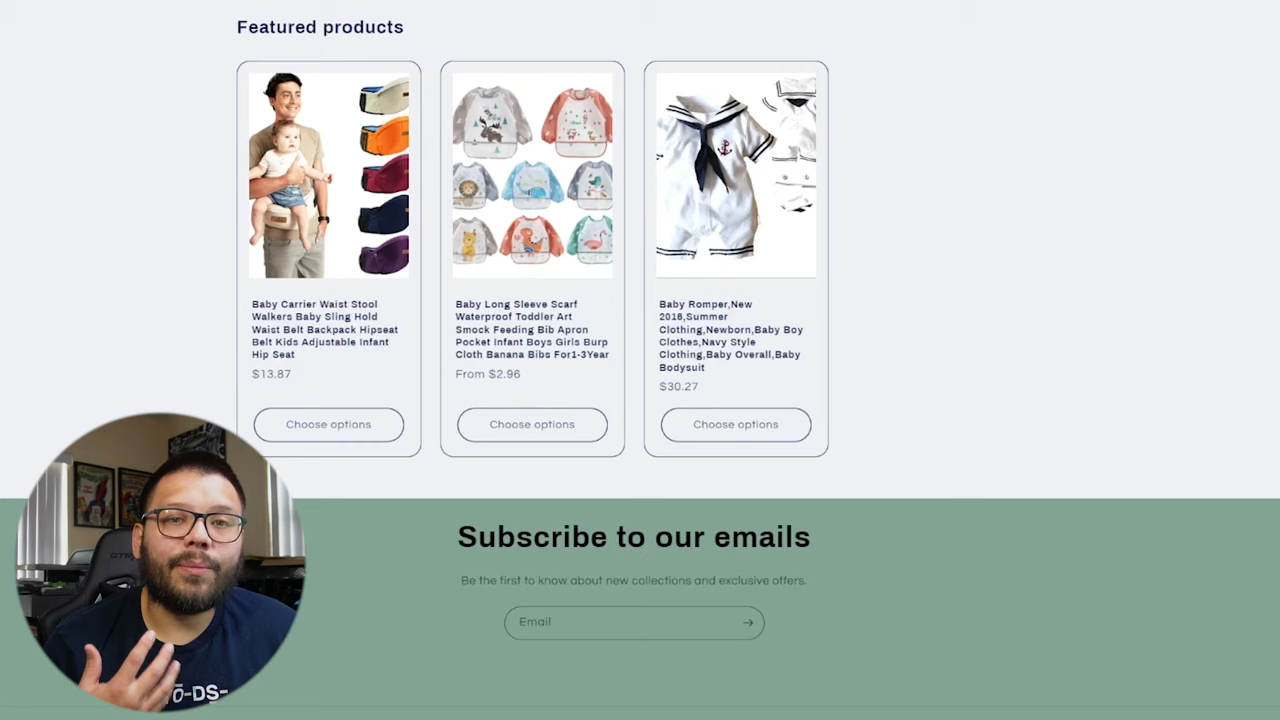 Featured products
Baby Carrier Waist Stool
Walkers Baby Sling Hold
Waist Belt Backpack Hipseat
Belt Kids Adjustable Infant
Hip Seat
$13.87
Choose options
Baby Long Sleeve Scarf
Waterproof Toddler Art
Smock Feeding Bib Apron
Pocket Infant Boys Girls Burp
Cloth Banana Bibs For1-3Year
From $2.96
Choose options
Baby Romper,New
2016,Summer
Clothing,Newborn,Baby Boy
Clothes,Navy Style
Clothing,Baby Overall,Baby
Bodysuit
$30.27
Choose options
Subscribe to our emails
Be the first to know about new collections and exclusive offers.
Email